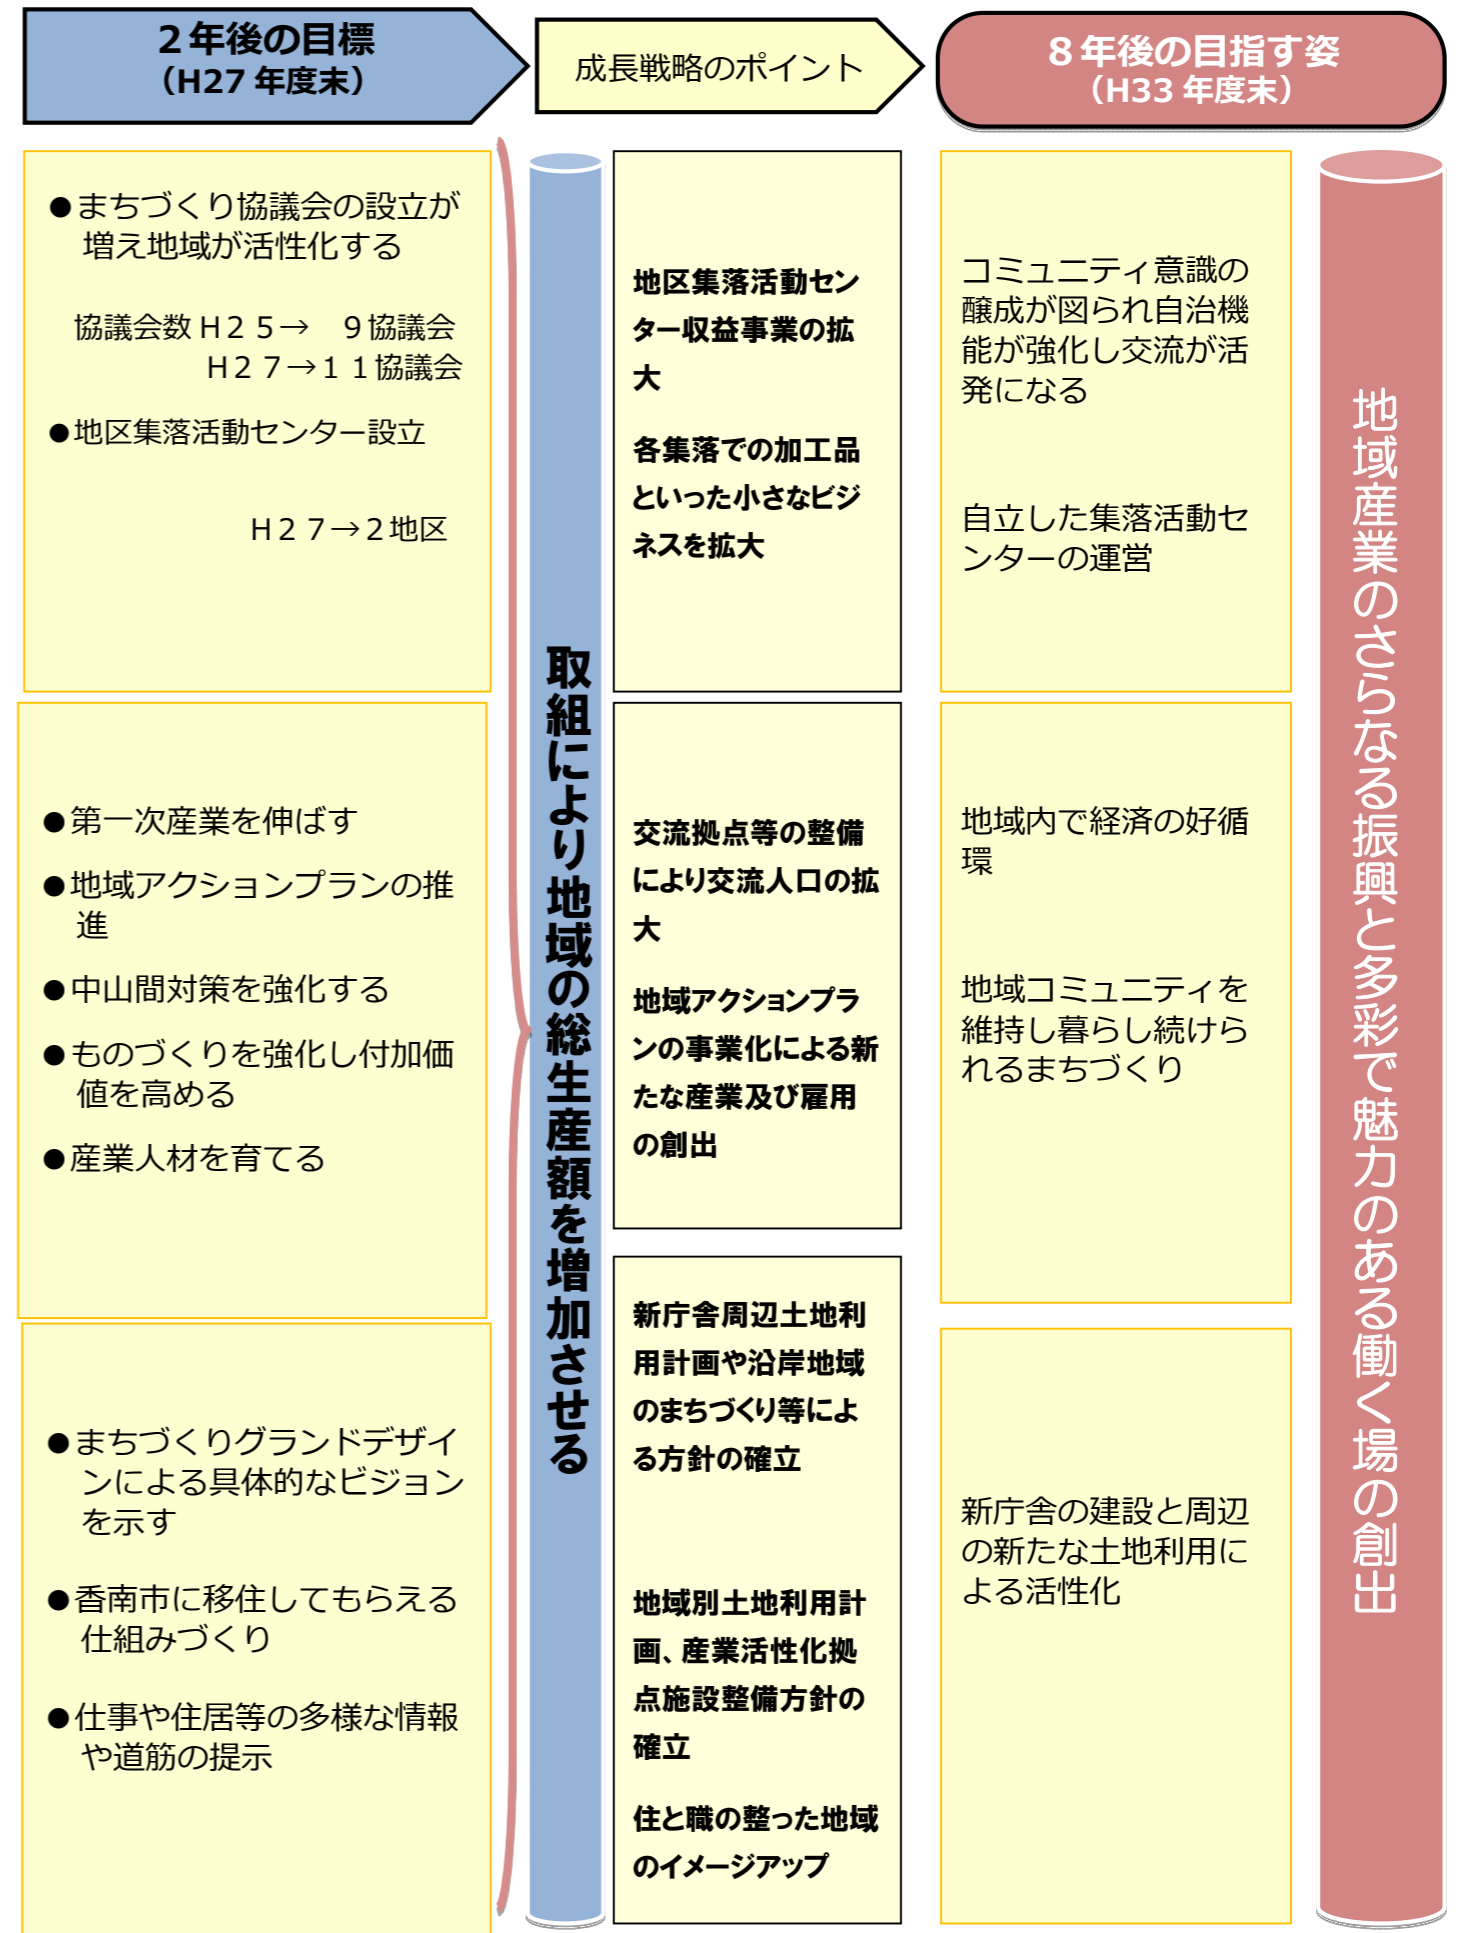 ２年後の目標
（H27 年度末）
成長戦略のポイント
８年後の目指す姿
（H33 年度末）
●まちづくり協議会の設立が
増え地域が活性化する
協議会数Ｈ２５→　９協議会
Ｈ２７→１１協議会
●地区集落活動センター設立
Ｈ２７→２地区
●第一次産業を伸ばす
●地域アクションプランの推
進
●中山間対策を強化する
●ものづくりを強化し付加価
値を高める
●産業人材を育てる
●まちづくりグランドデザイ
ンによる具体的なビジョン
を示す
●香南市に移住してもらえる
仕組みづくり
●仕事や住居等の多様な情報
や道筋の提示
取組により地域の総生産額を増加させる
地区集落活動セン
ター収益事業の拡
大
各集落での加工品
といった小さなビジ
ネスを拡大
交流拠点等の整備
により交流人口の拡
大
地域アクションプラ
ンの事業化による新
たな産業及び雇用
の創出
新庁舎周辺土地利
用計画や沿岸地域
のまちづくり等によ
る方針の確立
地域別土地利用計
画、産業活性化拠
点施設整備方針の
確立
住と職の整った地域
のイメージアップ
コミュニティ意識の
醸成が図られ自治機
能が強化し交流が活
発になる
自立した集落活動セ
ンターの運営
地域内で経済の好循
環
地域コミュニティを
維持し暮らし続けら
れるまちづくり
新庁舎の建設と周辺
の新たな土地利用に
よる活性化
地域産業のさらなる振興と多彩で魅力のある働く場の創出